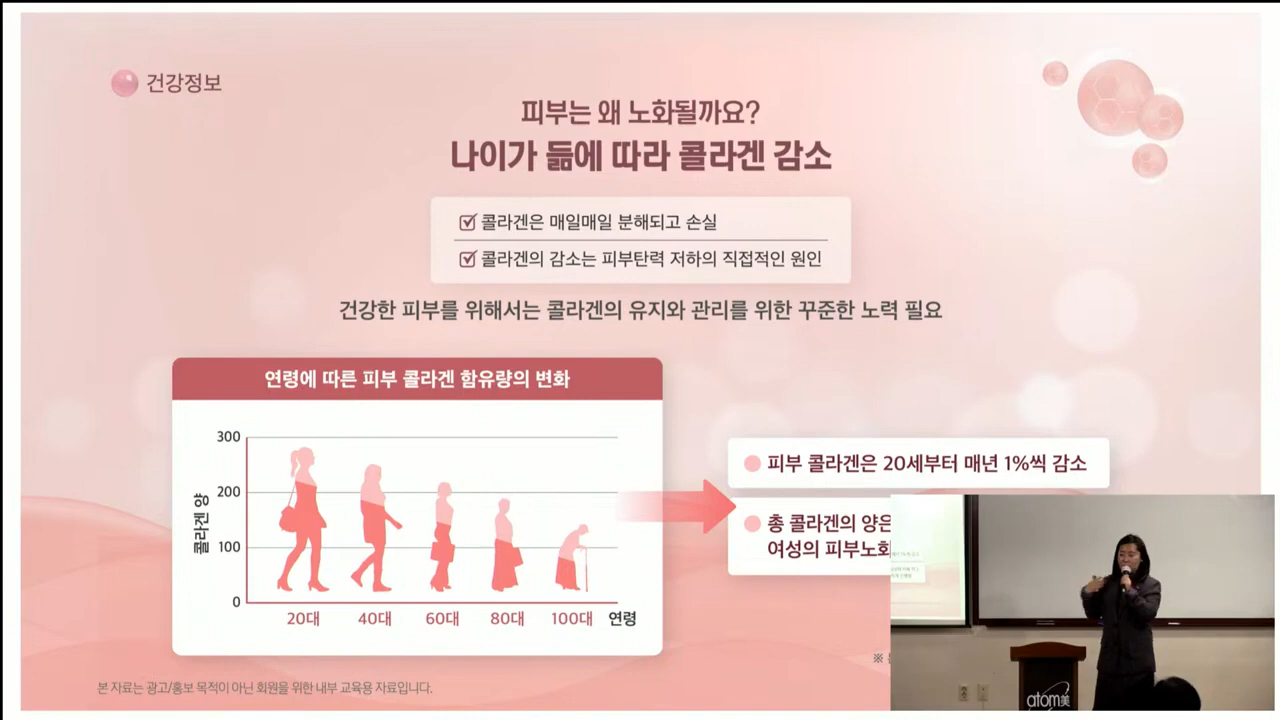 건강정보
피부는 왜 노화될까요?
나이가 듦에 따라 콜라겐 감소
콜라겐은 매일매일 분해되고 손실
콜라겐의 감소는 피부탄력 저하의 직접적인 원인
건강한 피부를 위해서는 콜라겐의 유지와 관리를 위한 꾸준한 노력 필요
연령에 따른 피부 콜라겐 함유량의 변화
콜라겐 양
300
200
100
0
20대 40대 60대 80대 100대 연령
피부 콜라겐은 20세부터 매년 1%씩 감소
총 콜라겐의 양은
여성의 피부노화
※
본 자료는 광고/홍보 목적이 아닌 회원을 위한 내부 교육용 자료입니다.
atom美